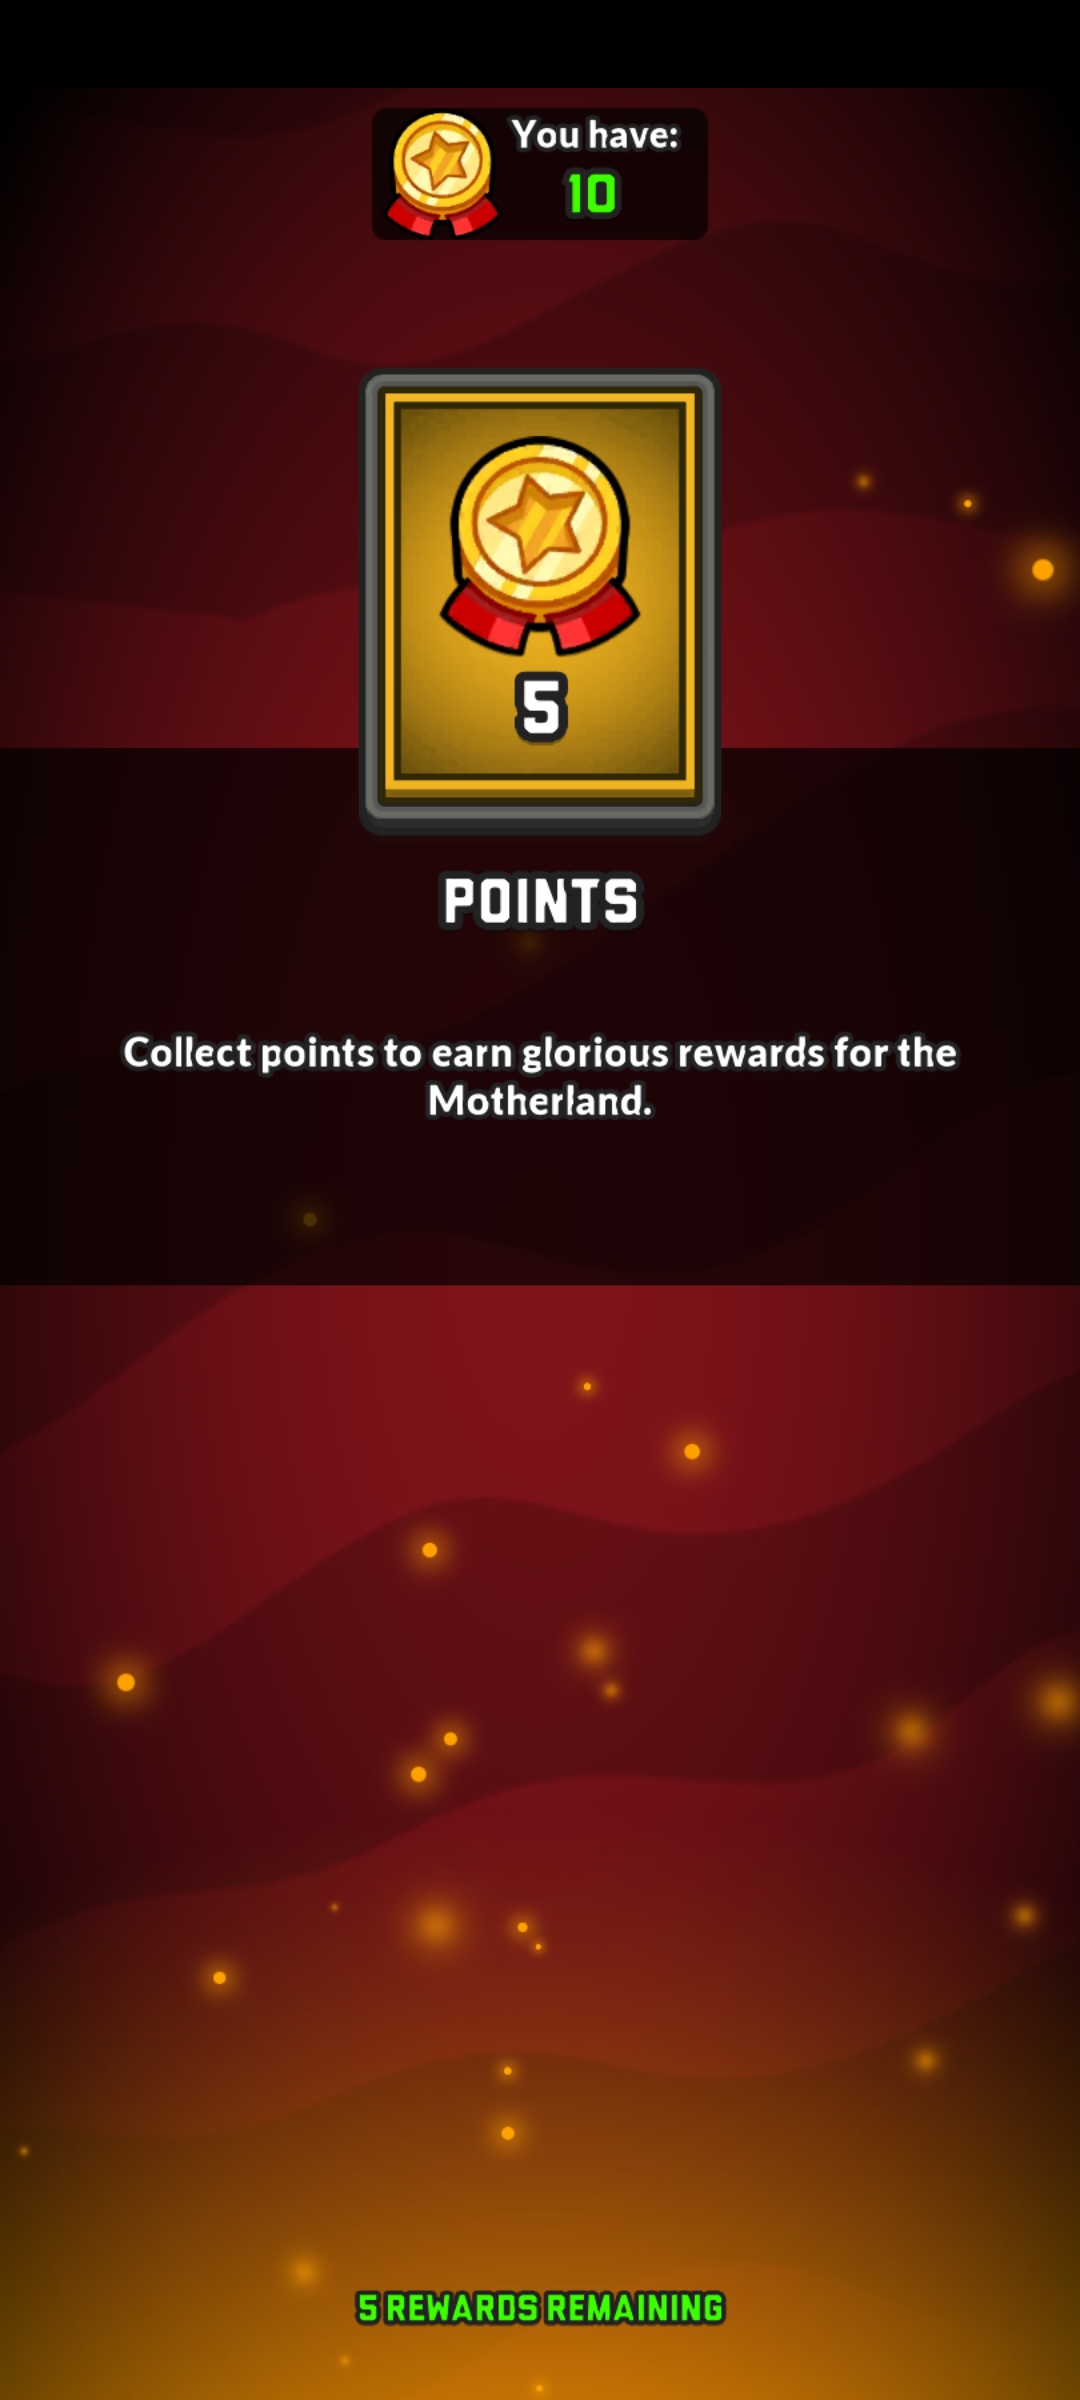 You have:
10
5
POINTS
Collect points to earn glorious rewards for the
Motherland.
5 REWARDS REMAINING